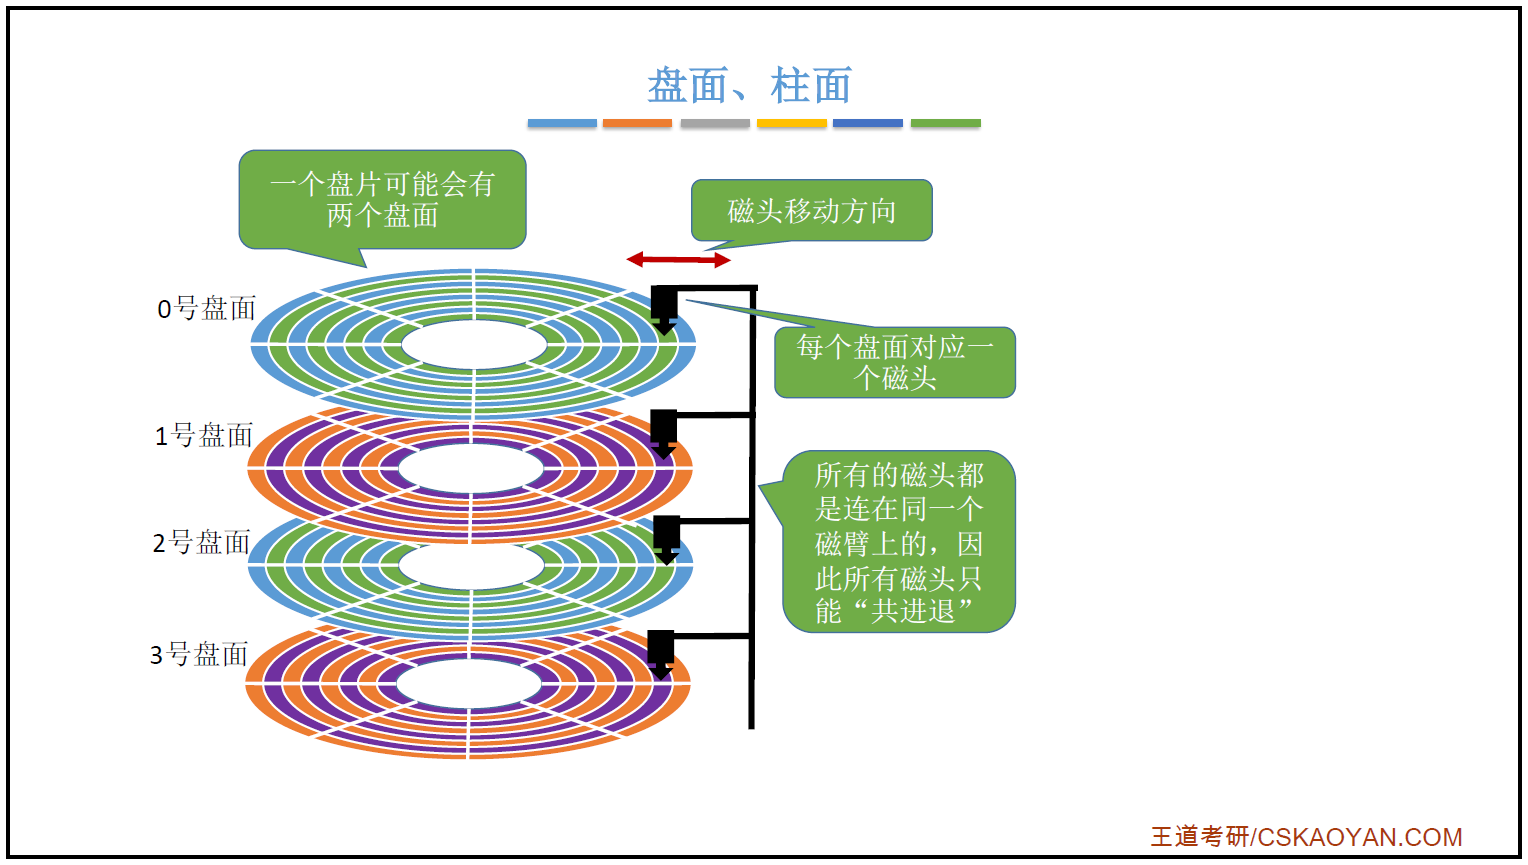 盘面、柱面
一个盘片可能会有
两个盘面
磁头移动方向
0号盘面
每个盘面对应一
个磁头
1号盘面
所有的磁头都
是连在同一个
磁臂上的，因
此所有磁头只
能“共进退”
2号盘面
3号盘面
王道考研/CSKAOYAN.COM